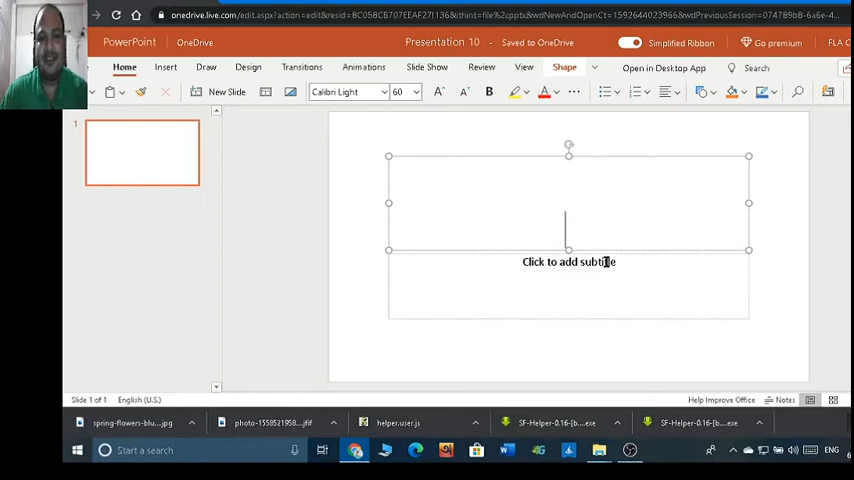 onedrive.live.com/edit.aspx?action=edit&resid=8C058CB707EEAF27!1136&ithint=file%2cpptx&wdNewAndOpenCt=1592644023966&wdPreviousSession=074789b8-6a6e-4...
PowerPoint OneDrive Presentation 10 - Saved to OneDrive Simplified Ribbon Go premium FLA C
Home Insert Draw Design Transitions Animations Slide Show Review View Shape Open in Desktop App Search
New Slide Calibri Light 60 A A B A
1
Click to add subtitle
Slide 1 of 1 English (U.S.) Help Improve Office Notes
spring-flowers-blu....jpg photo-1558521958....jfif helper.user.js SF-Helper-0.16-[b....exe SF-Helper-0.16-[b....exe
Start a search 4G ENG